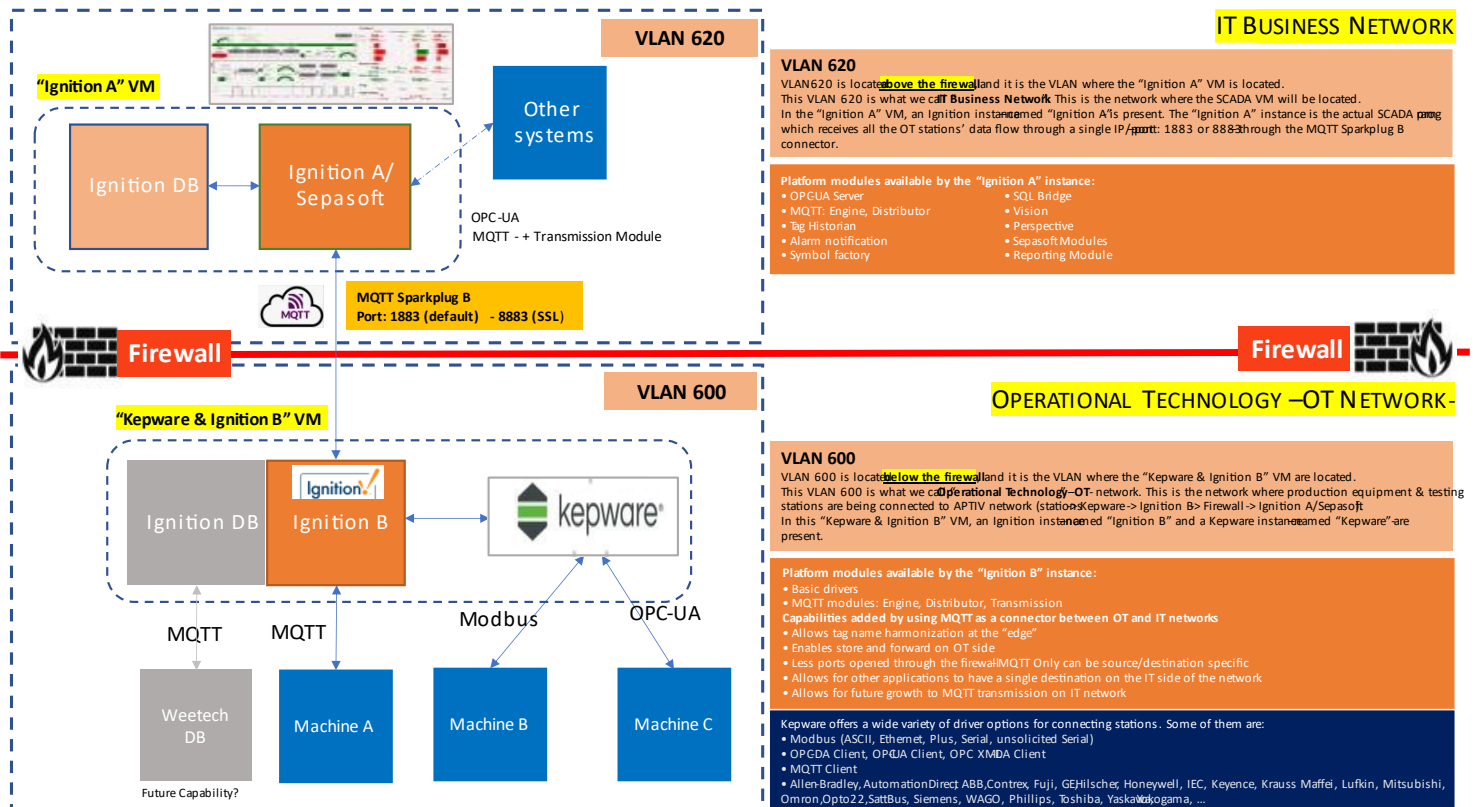 VLAN 620
"Ignition A" VM
Ignition DB
Ignition A/
Sepasoft
Other
systems
OPC-UA
MQTT - + Transmission Module
MQTT
MQTT Sparkplug B
Port: 1883 (default) - 8883 (SSL)
IT BUSINESS NETWORK
VLAN 620
VLAN620 is located above the firewall and it is the VLAN where the "Ignition A" VM is located.
This VLAN 620 is what we call IT Business Network. This is the network where the SCADA VM will be located.
In the "Ignition A" VM, an Ignition instance named "Ignition A" is present. The "Ignition A" instance is the actual SCADA prog
which receives all the OT stations' data flow through a single IP/port: 1883 or 8883 through the MQTT Sparkplug B
connector.
Platform modules available by the "Ignition A" instance:
• OPC-UA Server
• MQTT: Engine, Distributor
• Tag Historian
• Alarm notification
• Symbol factory
• SQL Bridge
• Vision
• Perspective
• Sepasoft Modules
• Reporting Module
Firewall
Firewall
VLAN 600
"Kepware & Ignition B" VM
Ignition DB
Ignition
Ignition B
kepware®
MQTT
MQTT
Modbus
OPC-UA
Weetech
DB
Machine A
Machine B
Machine C
Future Capability?
OPERATIONAL TECHNOLOGY –OT NETWORK-
VLAN 600
VLAN 600 is located below the firewall and it is the VLAN where the "Kepware & Ignition B" VM are located.
This VLAN 600 is what we call "Operational Technology –OT- network. This is the network where production equipment & testing
stations are being connected to APTIV network (stations -> Kepware -> Ignition B -> Firewall -> Ignition A/Sepasoft
In this "Kepware & Ignition B" VM, an Ignition instance named "Ignition B" and a Kepware instance named "Kepware"-are
present.
Platform modules available by the "Ignition B" instance:
• Basic drivers
• MQTT modules: Engine, Distributor, Transmission
Capabilities added by using MQTT as a connector between OT and IT networks
• Allows tag name harmonization at the "edge"
• Enables store and forward on OT side
• Less ports opened through the firewall – MQTT Only can be source/destination specific
• Allows for other applications to have a single destination on the IT side of the network
• Allows for future growth to MQTT transmission on IT network
Kepware offers a wide variety of driver options for connecting stations. Some of them are:
• Modbus (ASCII, Ethernet, Plus, Serial, unsolicited Serial)
• OPC-DA Client, OPC-UA Client, OPC XML-DA Client
• MQTT Client
• Allen-Bradley, AutomationDirect, ABB, Contrex, Fuji, GE, Hilscher, Honeywell, IEC, Keyence, Krauss Maffei, Lufkin, Mitsubishi,
Omron, Opto22, SattBus, Siemens, WAGO, Phillips, Toshiba, Yaskawa, Yokogama, ...